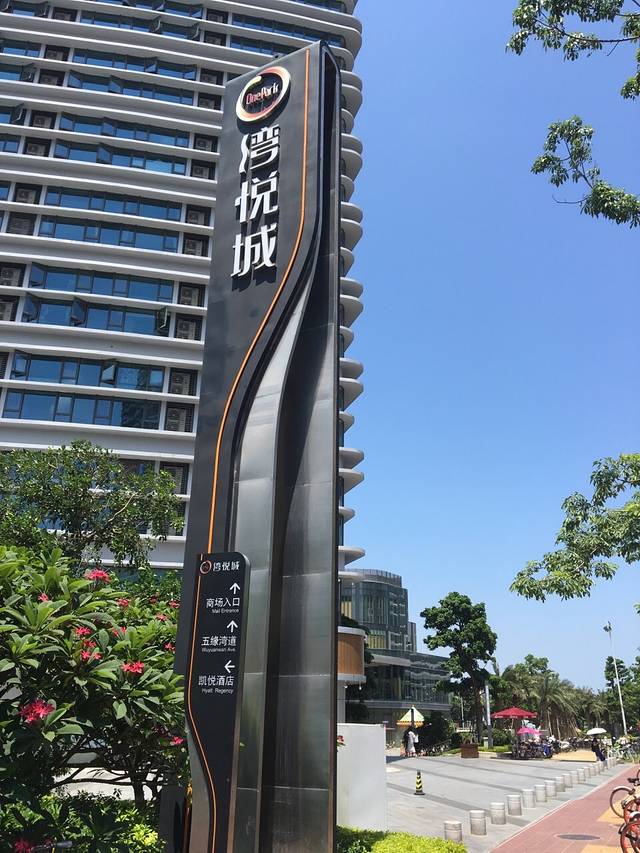 OnePark
湾悦城
湾悦城
商场入口
Mall Entrance
五缘湾道
Wuyuanwan Ave.
凯悦酒店
Hyatt Regency